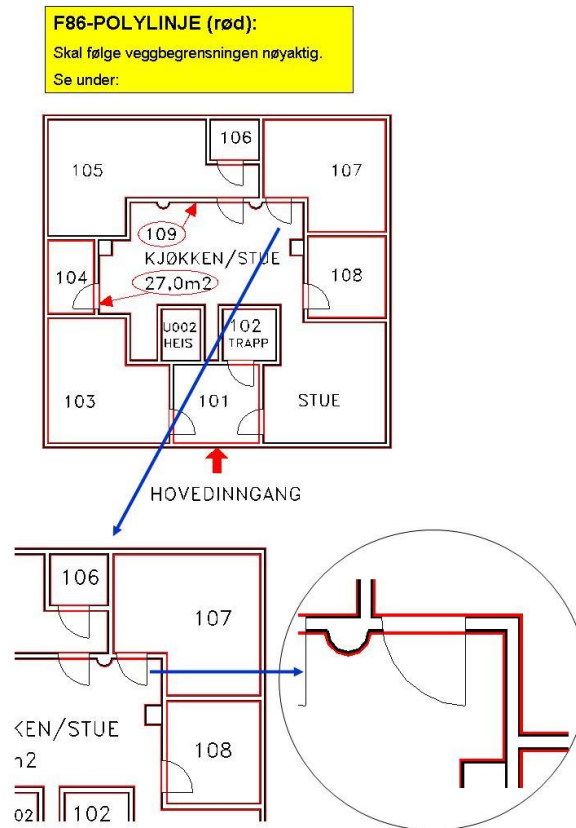 F86-POLYLINJE (rød):
Skal følge veggbegrensningen nøyaktig.
Se under:
106
105
107
109
KJØKKEN/STUE
104
27,0m2
108
U002
HEIS
102
TRAPP
103
101
STUE
HOVEDINNGANG
106
107
KEN/STUE
m2
108
02
102